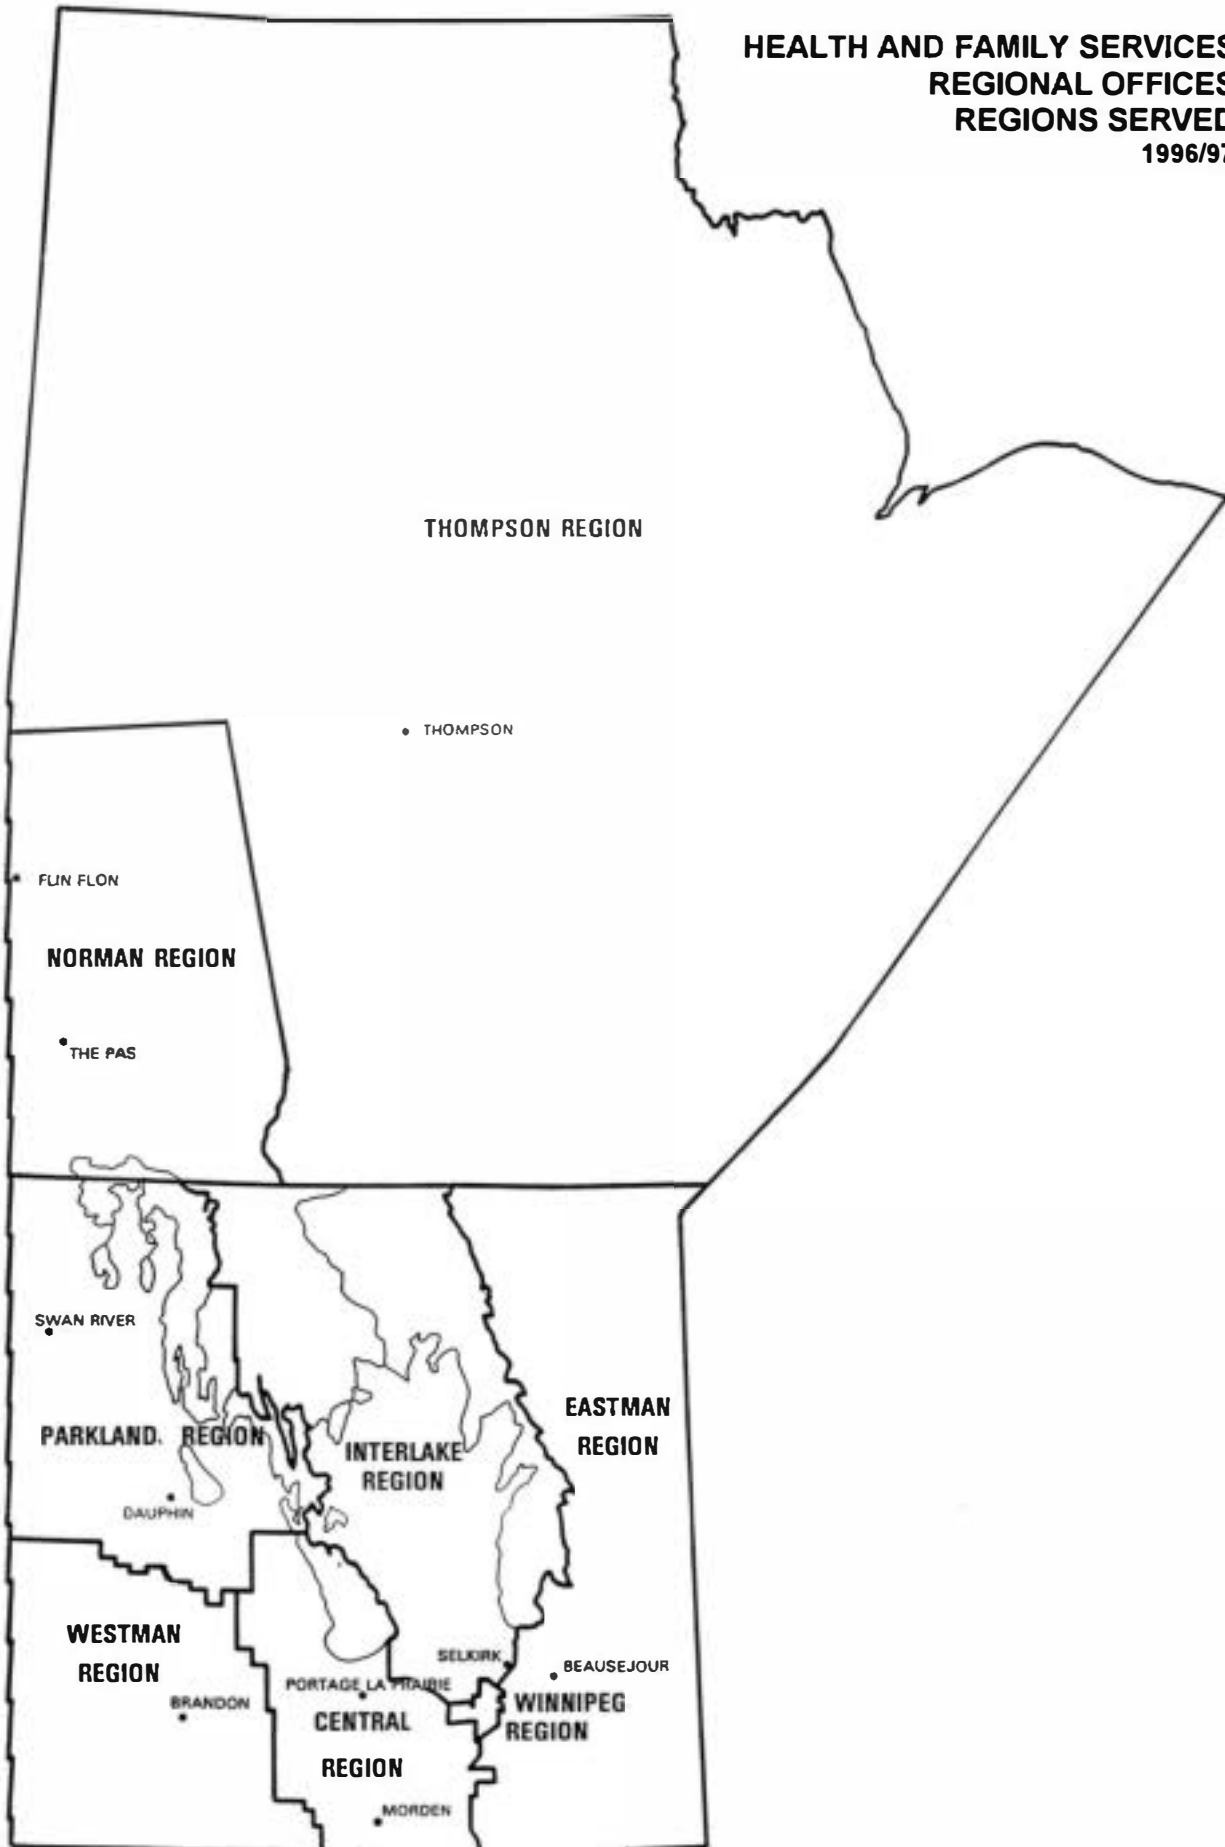 HEALTH AND FAMILY SERVICES
REGIONAL OFFICES
REGIONS SERVED
1996/97
THOMPSON REGION
THOMPSON
FLIN FLON
NORMAN REGION
THE PAS
SWAN RIVER
EASTMAN
REGION
PARKLAND. REGION
INTERLAKE
REGION
DAUPHIN
WESTMAN
REGION
SELKIRK
BEAUSEJOUR
PORTAGE LA PRAIRIE
BRANDON
WINNIPEG
REGION
CENTRAL
REGION
MORDEN